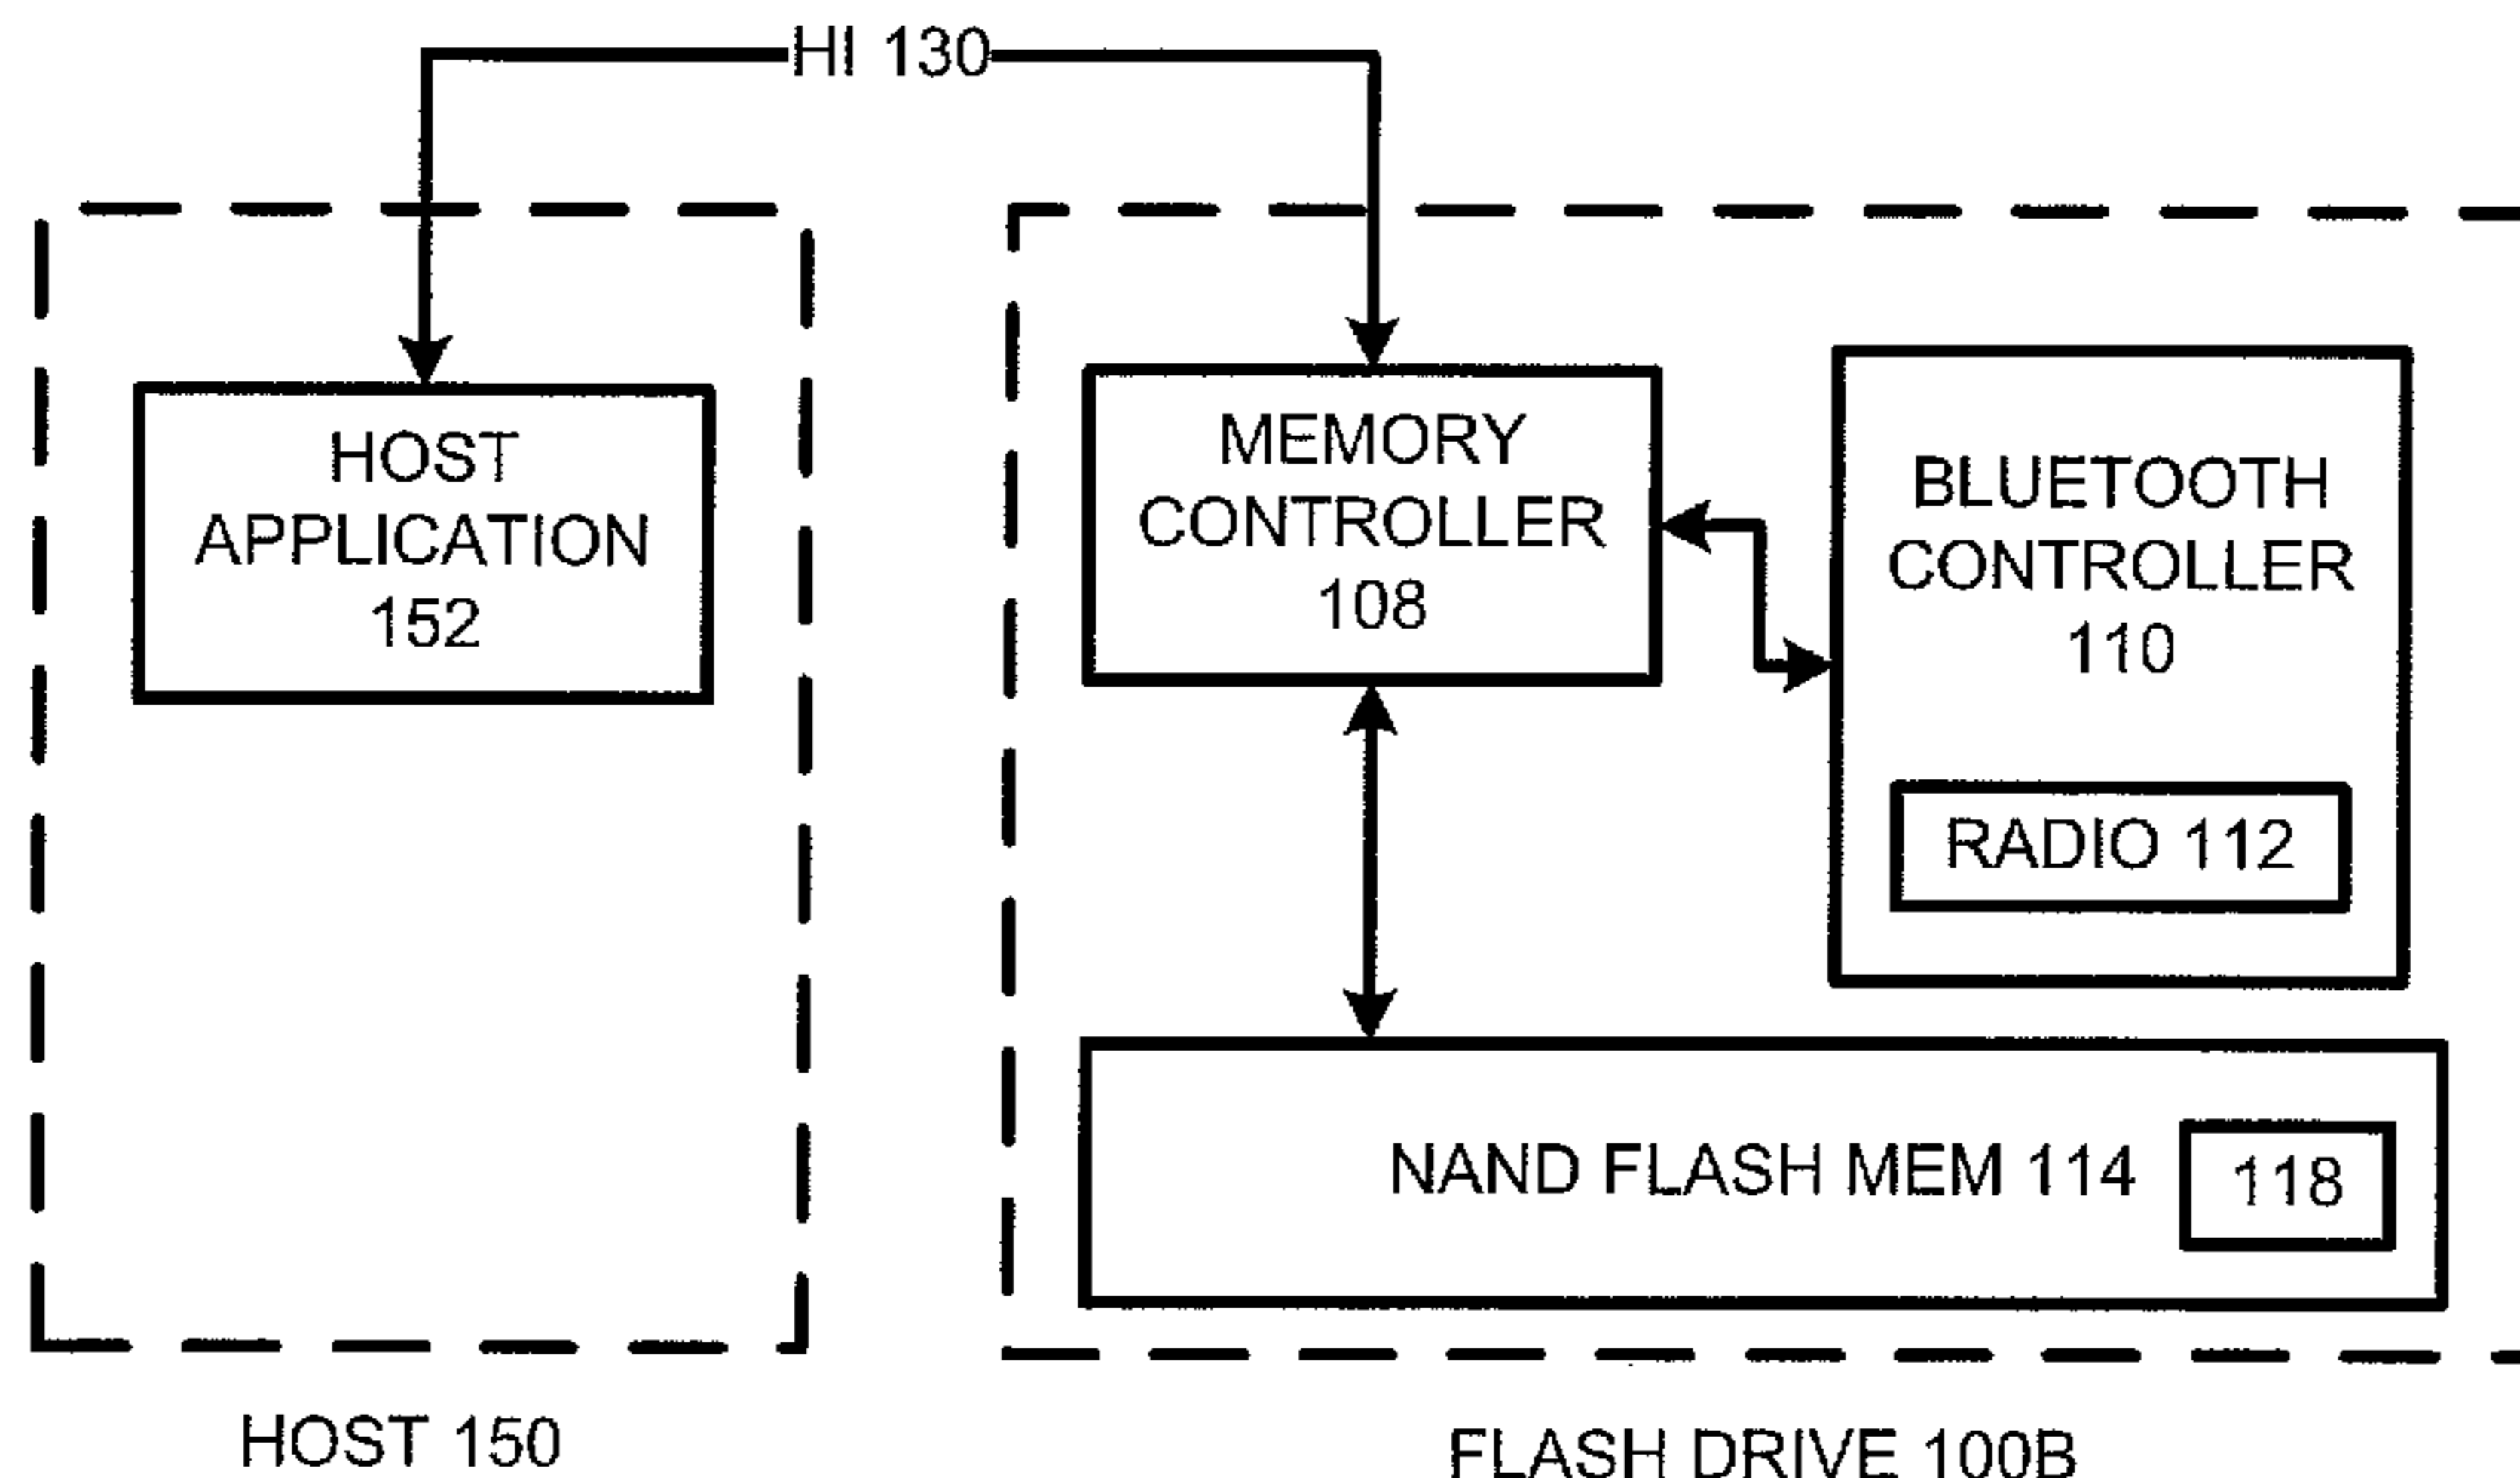 HI 130
HOST
APPLICATION
152
MEMORY
CONTROLLER
108
BLUETOOTH
CONTROLLER
110
RADIO 112
NAND FLASH MEM 114
118
HOST 150
FLASH DRIVE 100B